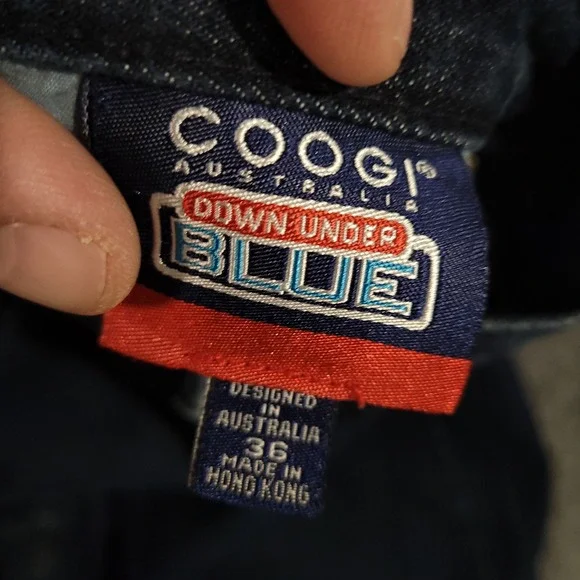 COOGI®
AUSTRALIA
DOWN UNDER
BLUE
DESIGNED
IN
AUSTRALIA
36
MADE IN
HONG KONG